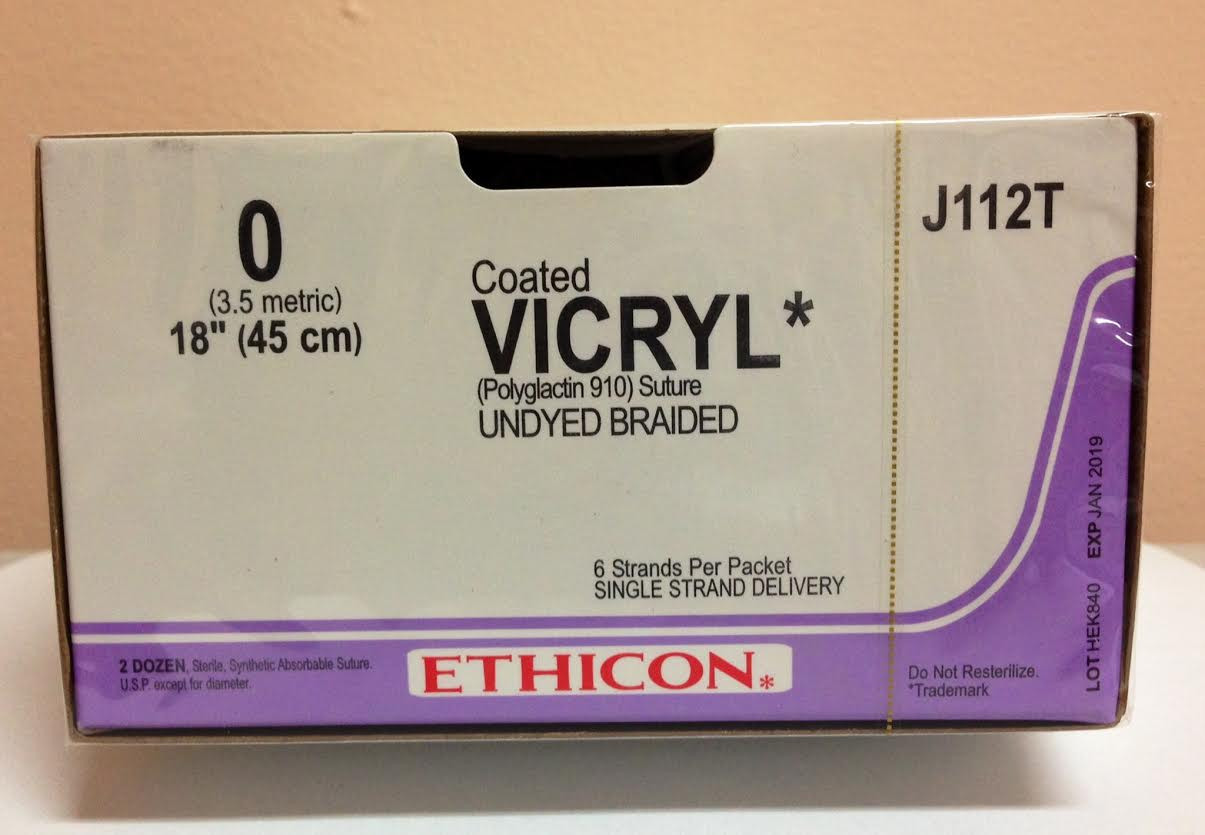 0
(3.5 metric)
18" (45 cm)
Coated
VICRYL*
(Polyglactin 910) Suture
UNDYED BRAIDED
J112T
6 Strands Per Packet
SINGLE STRAND DELIVERY
2 DOZEN, Sterile, Synthetic Absorbable Suture.
U.S.P. except for diameter.
ETHICON*
Do Not Resterilize.
*Trademark
LOT HEK840 EXP JAN 2019